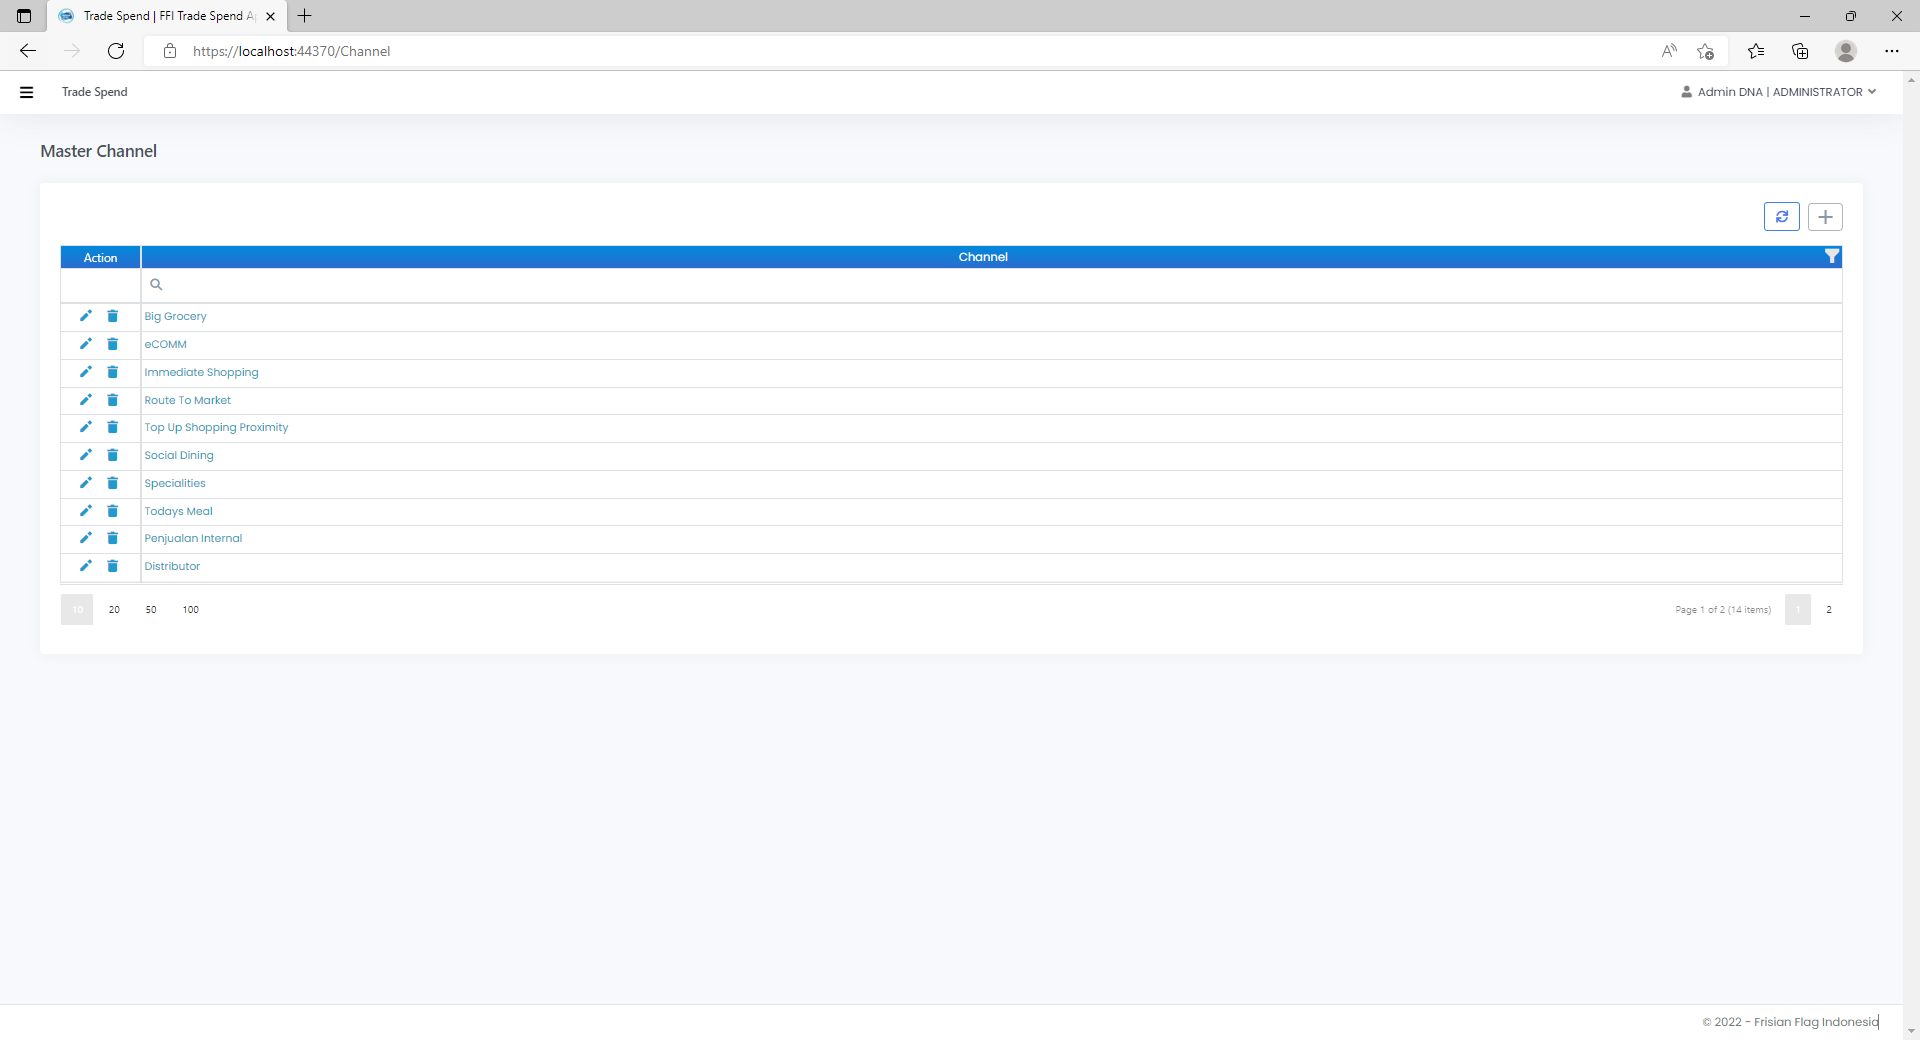 Trade Spend | FFI Trade Spend A
https://localhost:44370/Channel
Trade Spend
Admin DNA | ADMINISTRATOR
Master Channel
Action Channel
Big Grocery
eCOMM
Immediate Shopping
Route To Market
Top Up Shopping Proximity
Social Dining
Specialities
Todays Meal
Penjualan Internal
Distributor
10 20 50 100 Page 1 of 2 (14 items) 1 2
© 2022 - Frisian Flag Indonesia